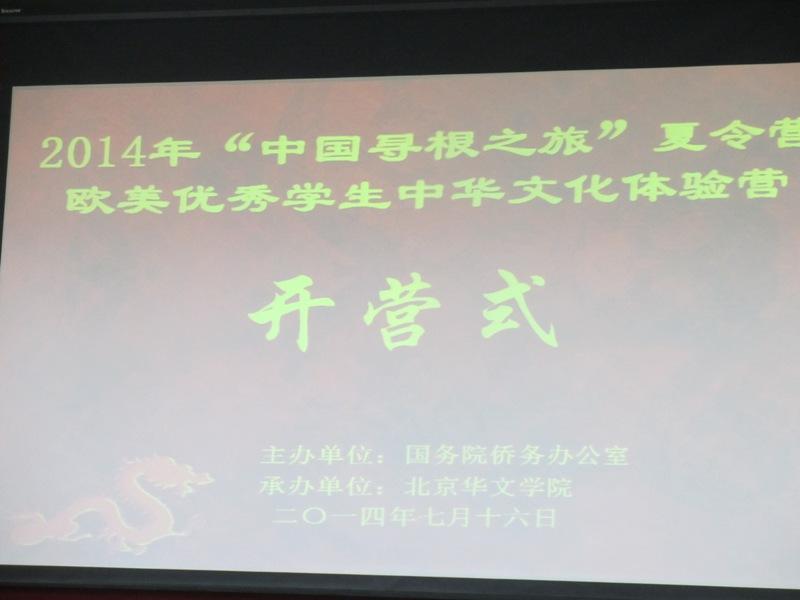 2014年“中国寻根之旅”夏令营
欧美优秀学生中华文化体验营
开营式
主办单位：国务院侨务办公室
承办单位：北京华文学院
二〇一四年七月十六日